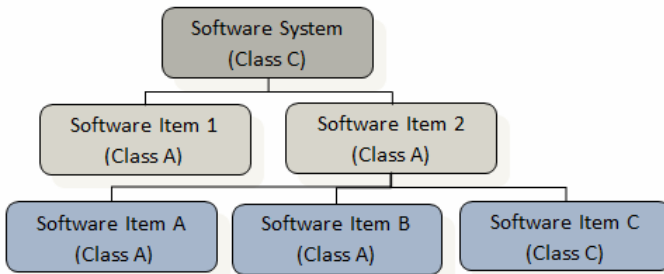 Software System
(Class C)
Software Item 1
(Class A)
Software Item 2
(Class A)
Software Item A
(Class A)
Software Item B
(Class A)
Software Item C
(Class C)